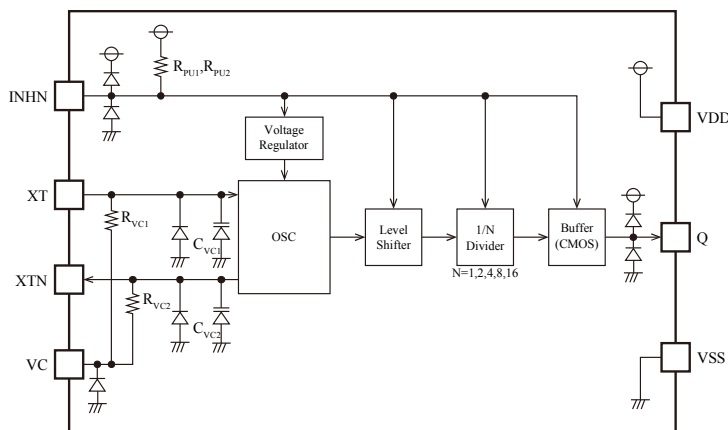 R_PU1,R_PU2
INHN
VDD
Voltage
Regulator
XT
R_VC1
C_VC1
OSC
Level
Shifter
1/N
Divider
N=1,2,4,8,16
Buffer
(CMOS)
Q
XTN
R_VC2
C_VC2
VC
VSS